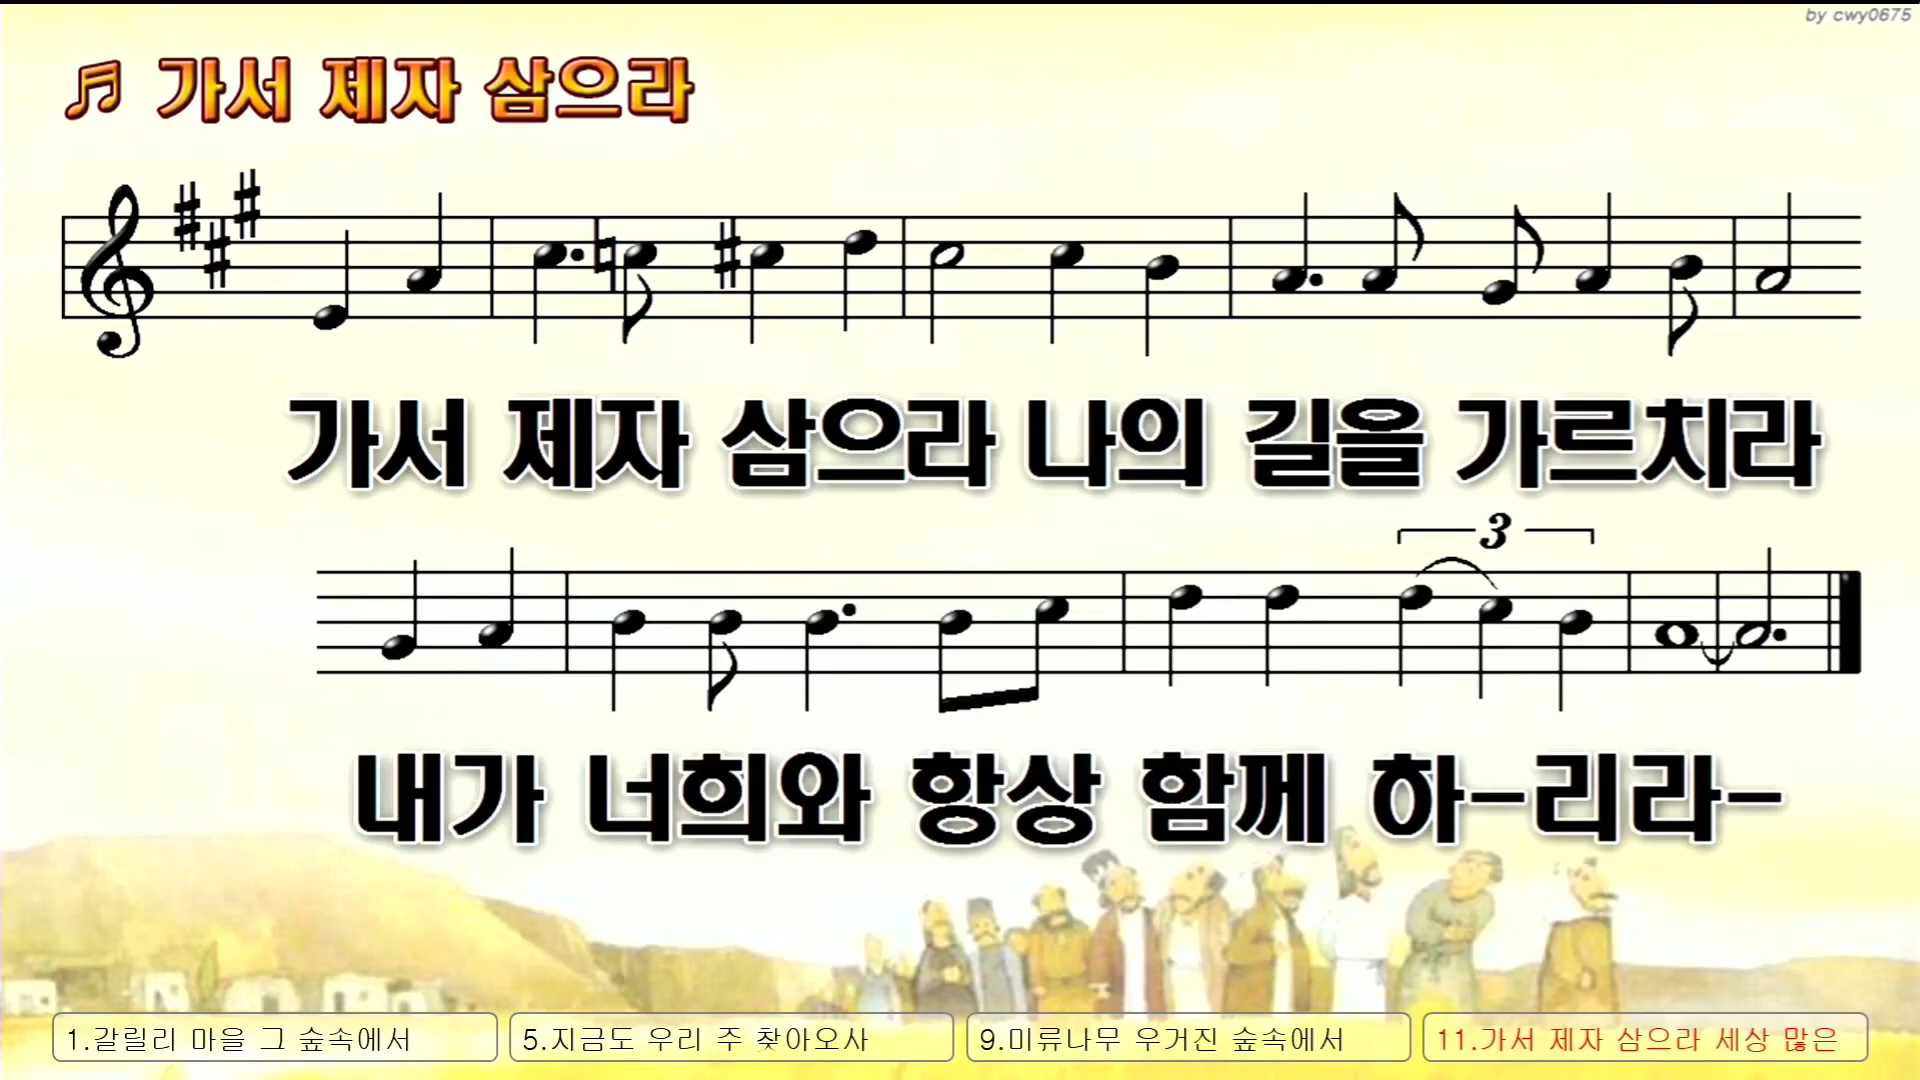 by cwy0675
가서 제자 삼으라
가서 제자 삼으라 나의 길을 가르치라
3
내가 너희와 항상 함께 하-리라-
1.갈릴리 마을 그 숲속에서
5.지금도 우리 주 찾아오사
9.미류나무 우거진 숲속에서
11.가서 제자 삼으라 세상 많은